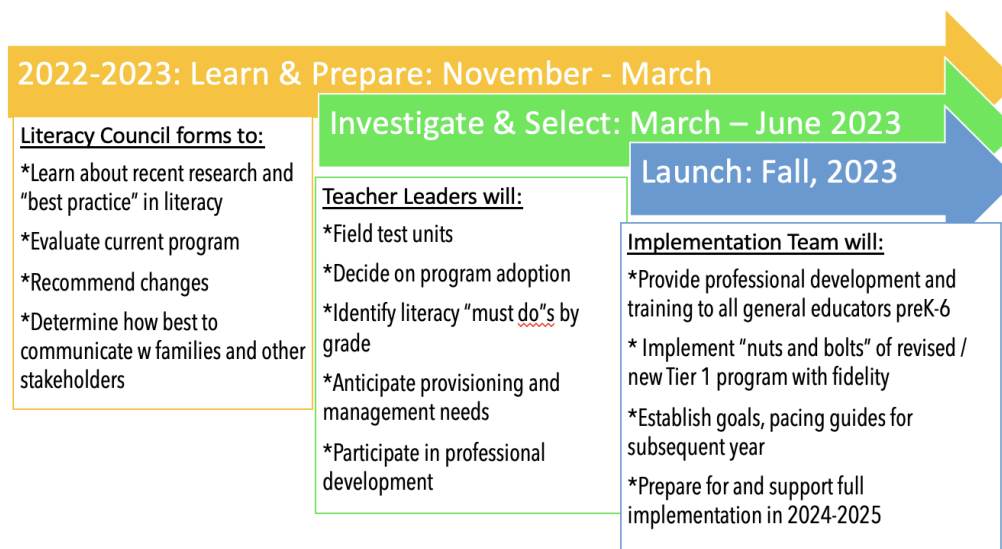 2022-2023: Learn & Prepare: November - March
Investigate & Select: March – June 2023
Launch: Fall, 2023
Literacy Council forms to:
*Learn about recent research and
“best practice” in literacy
*Evaluate current program
*Recommend changes
*Determine how best to
communicate w families and other
stakeholders
Teacher Leaders will:
*Field test units
*Decide on program adoption
*Identify literacy “must do”s by
grade
*Anticipate provisioning and
management needs
*Participate in professional
development
Implementation Team will:
*Provide professional development and
training to all general educators preK-6
* Implement “nuts and bolts” of revised /
new Tier 1 program with fidelity
*Establish goals, pacing guides for
subsequent year
*Prepare for and support full
implementation in 2024-2025